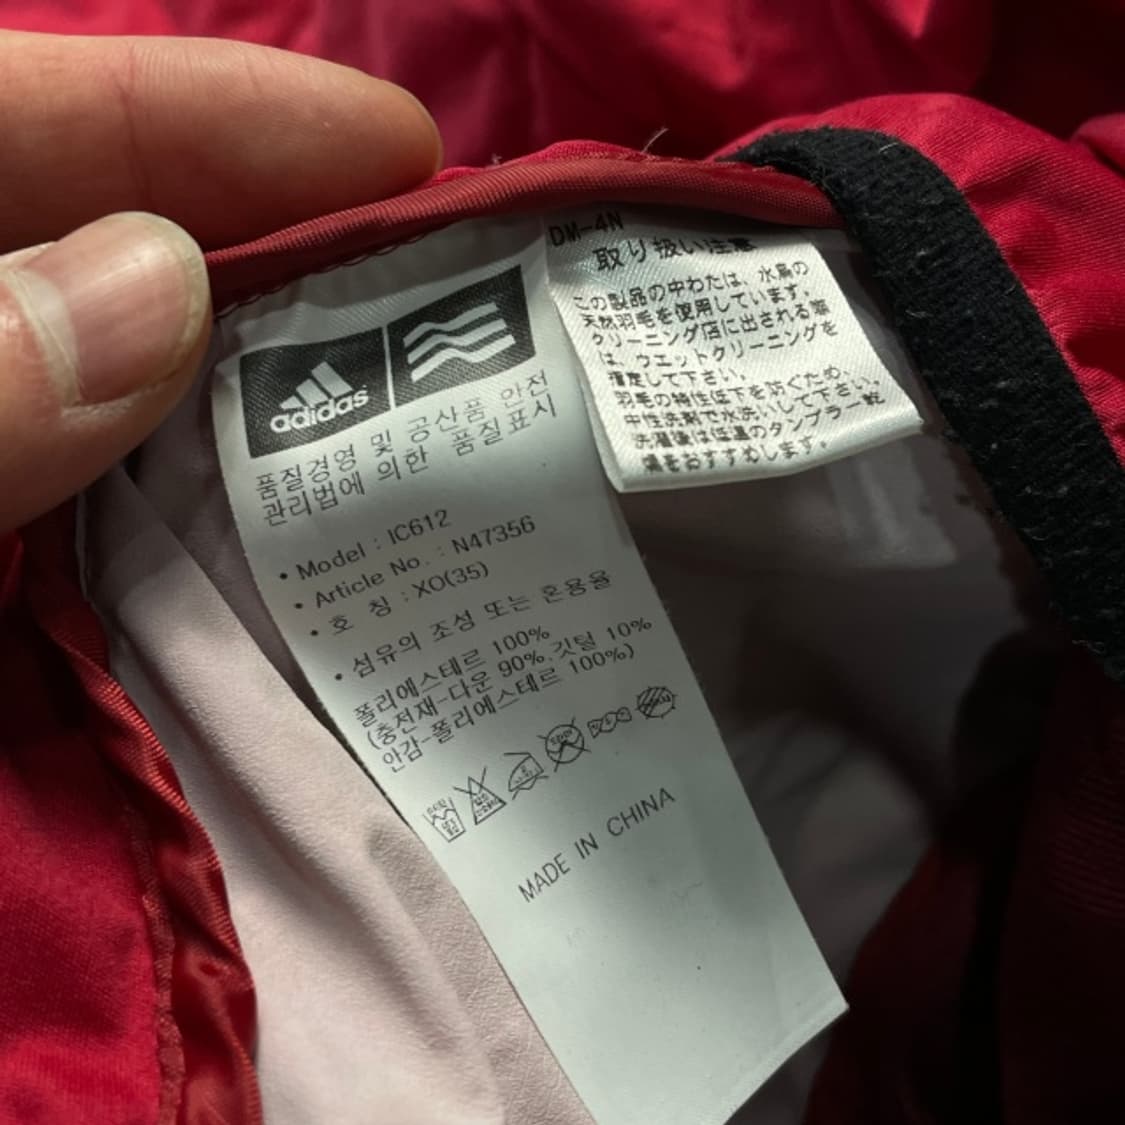 adidas
품질경영 및 공산품 안전
관리법에 의한 품질표시
• Model : IC612
• Article No. : N47356
• 호 칭 : XO(35)
• 섬유의 조성 또는 혼용율
폴리에스테르 100%
(충전재-다운 90%.깃털 10%
안감-폴리에스테르 100%)
MADE IN CHINA
DM-4N
取り扱い注意
この製品の中わたは、水鳥の
天然羽毛を使用しています。
クリーニング店に出される際
は、ウエットクリーニングを
指定して下さい。
羽毛の特性低下を防ぐため、
中性洗剤で水洗いして下さい。
洗濯後は低温のタンブラー乾
燥をおすすめします。